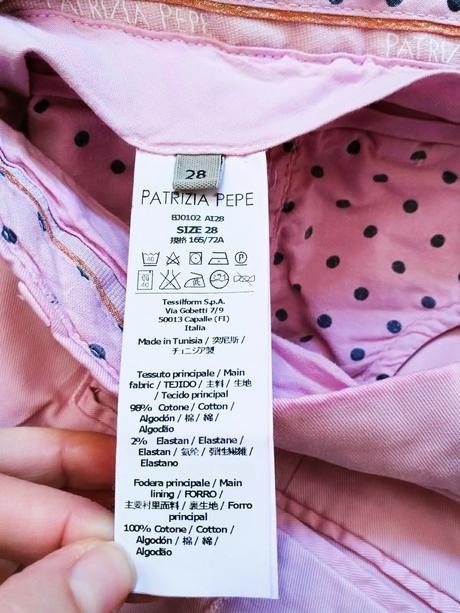 PATRIZIA PEPE
PATRIZIA
28
PATRIZIA PEPE
BJ0102 AI28
SIZE 28
规格 165/72A
Tessilform S.p.A.
Via Gobetti 7/9
50013 Capalle (FI)
Italia
Made in Tunisia / 突尼斯 /
チュニジア製
Tessuto principale / Main
fabric / TEJIDO / 主料 / 生地
/ Tecido principal
98% Cotone / Cotton /
Algodón / 棉 / 綿 /
Algodão
2% Elastan / Elastane /
Elastan / 氨纶 / 弾性繊維 /
Elastano
Fodera principale / Main
lining / FORRO /
主要衬里面料 / 裏生地 / Forro
principal
100% Cotone / Cotton /
Algodón / 棉 / 綿 /
Algodão